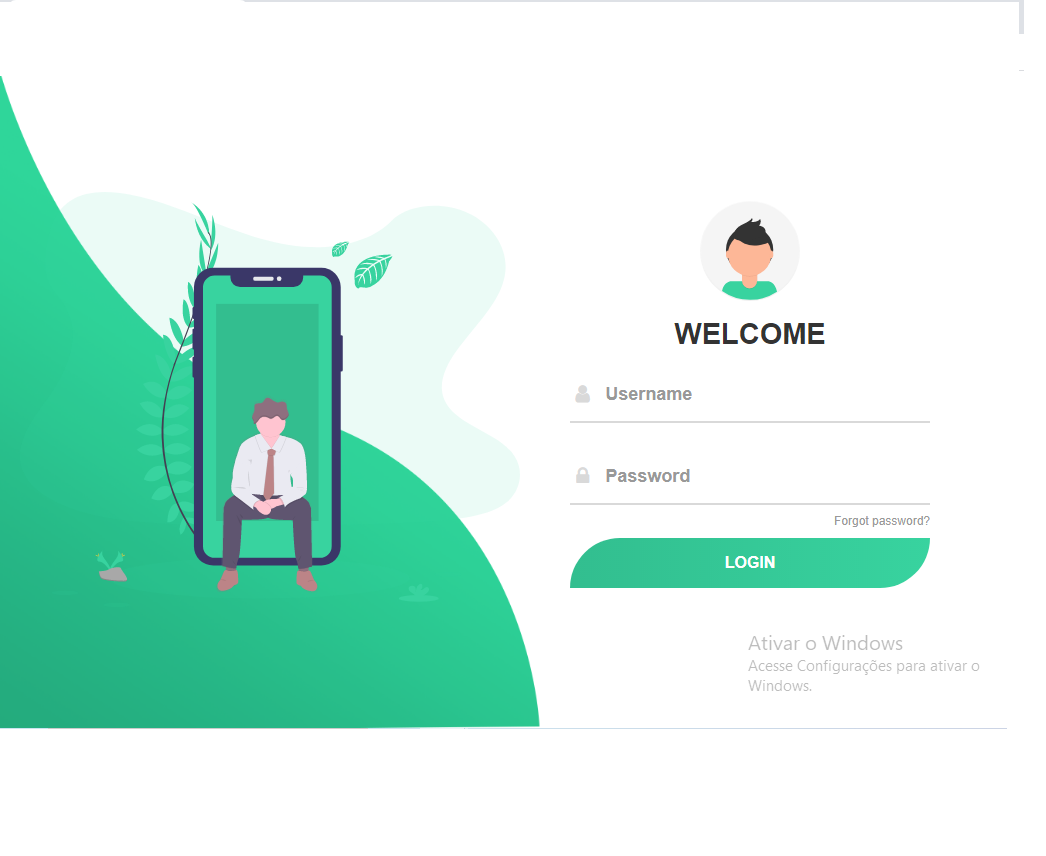 WELCOME
Username
Password
Forgot password?
LOGIN
Ativar o Windows
Acesse Configurações para ativar o
Windows.